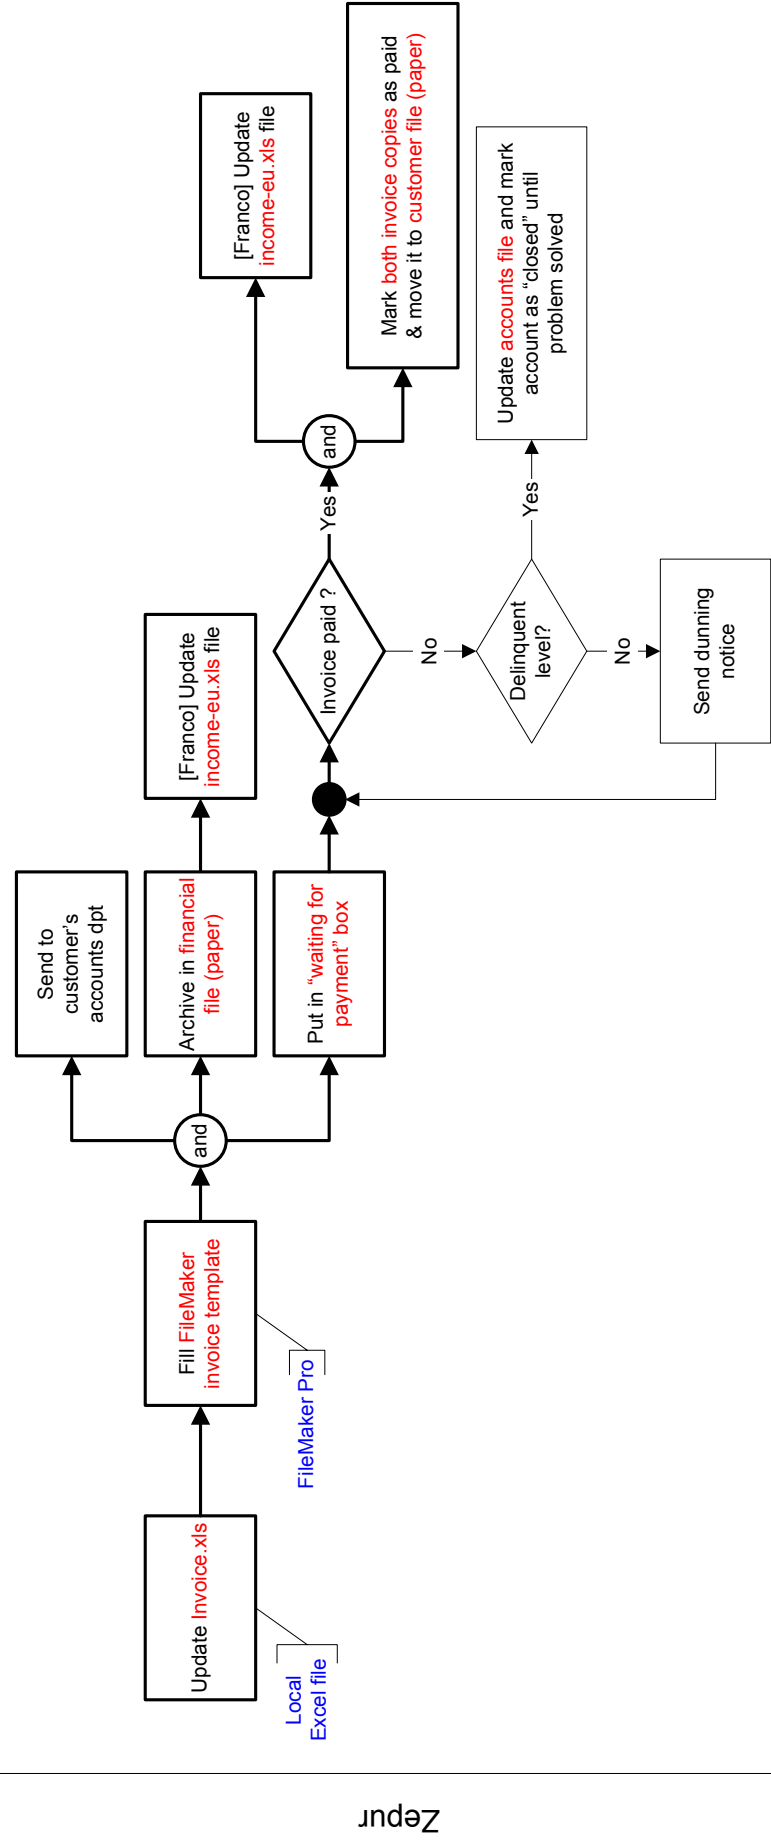 Zepur
Update Invoice.xls
Local
Excel file
Fill FileMaker
invoice template
FileMaker Pro
and
Send to
customer's
accounts dpt
Archive in financial
file (paper)
Put in “waiting for
payment” box
[Franco] Update
income-eu.xls file
Invoice paid ?
Yes
No
and
[Franco] Update
income-eu.xls file
Mark both invoice copies as paid
& move it to customer file (paper)
Delinquent
level?
Yes
No
Update accounts file and mark
account as “closed” until
problem solved
Send dunning
notice